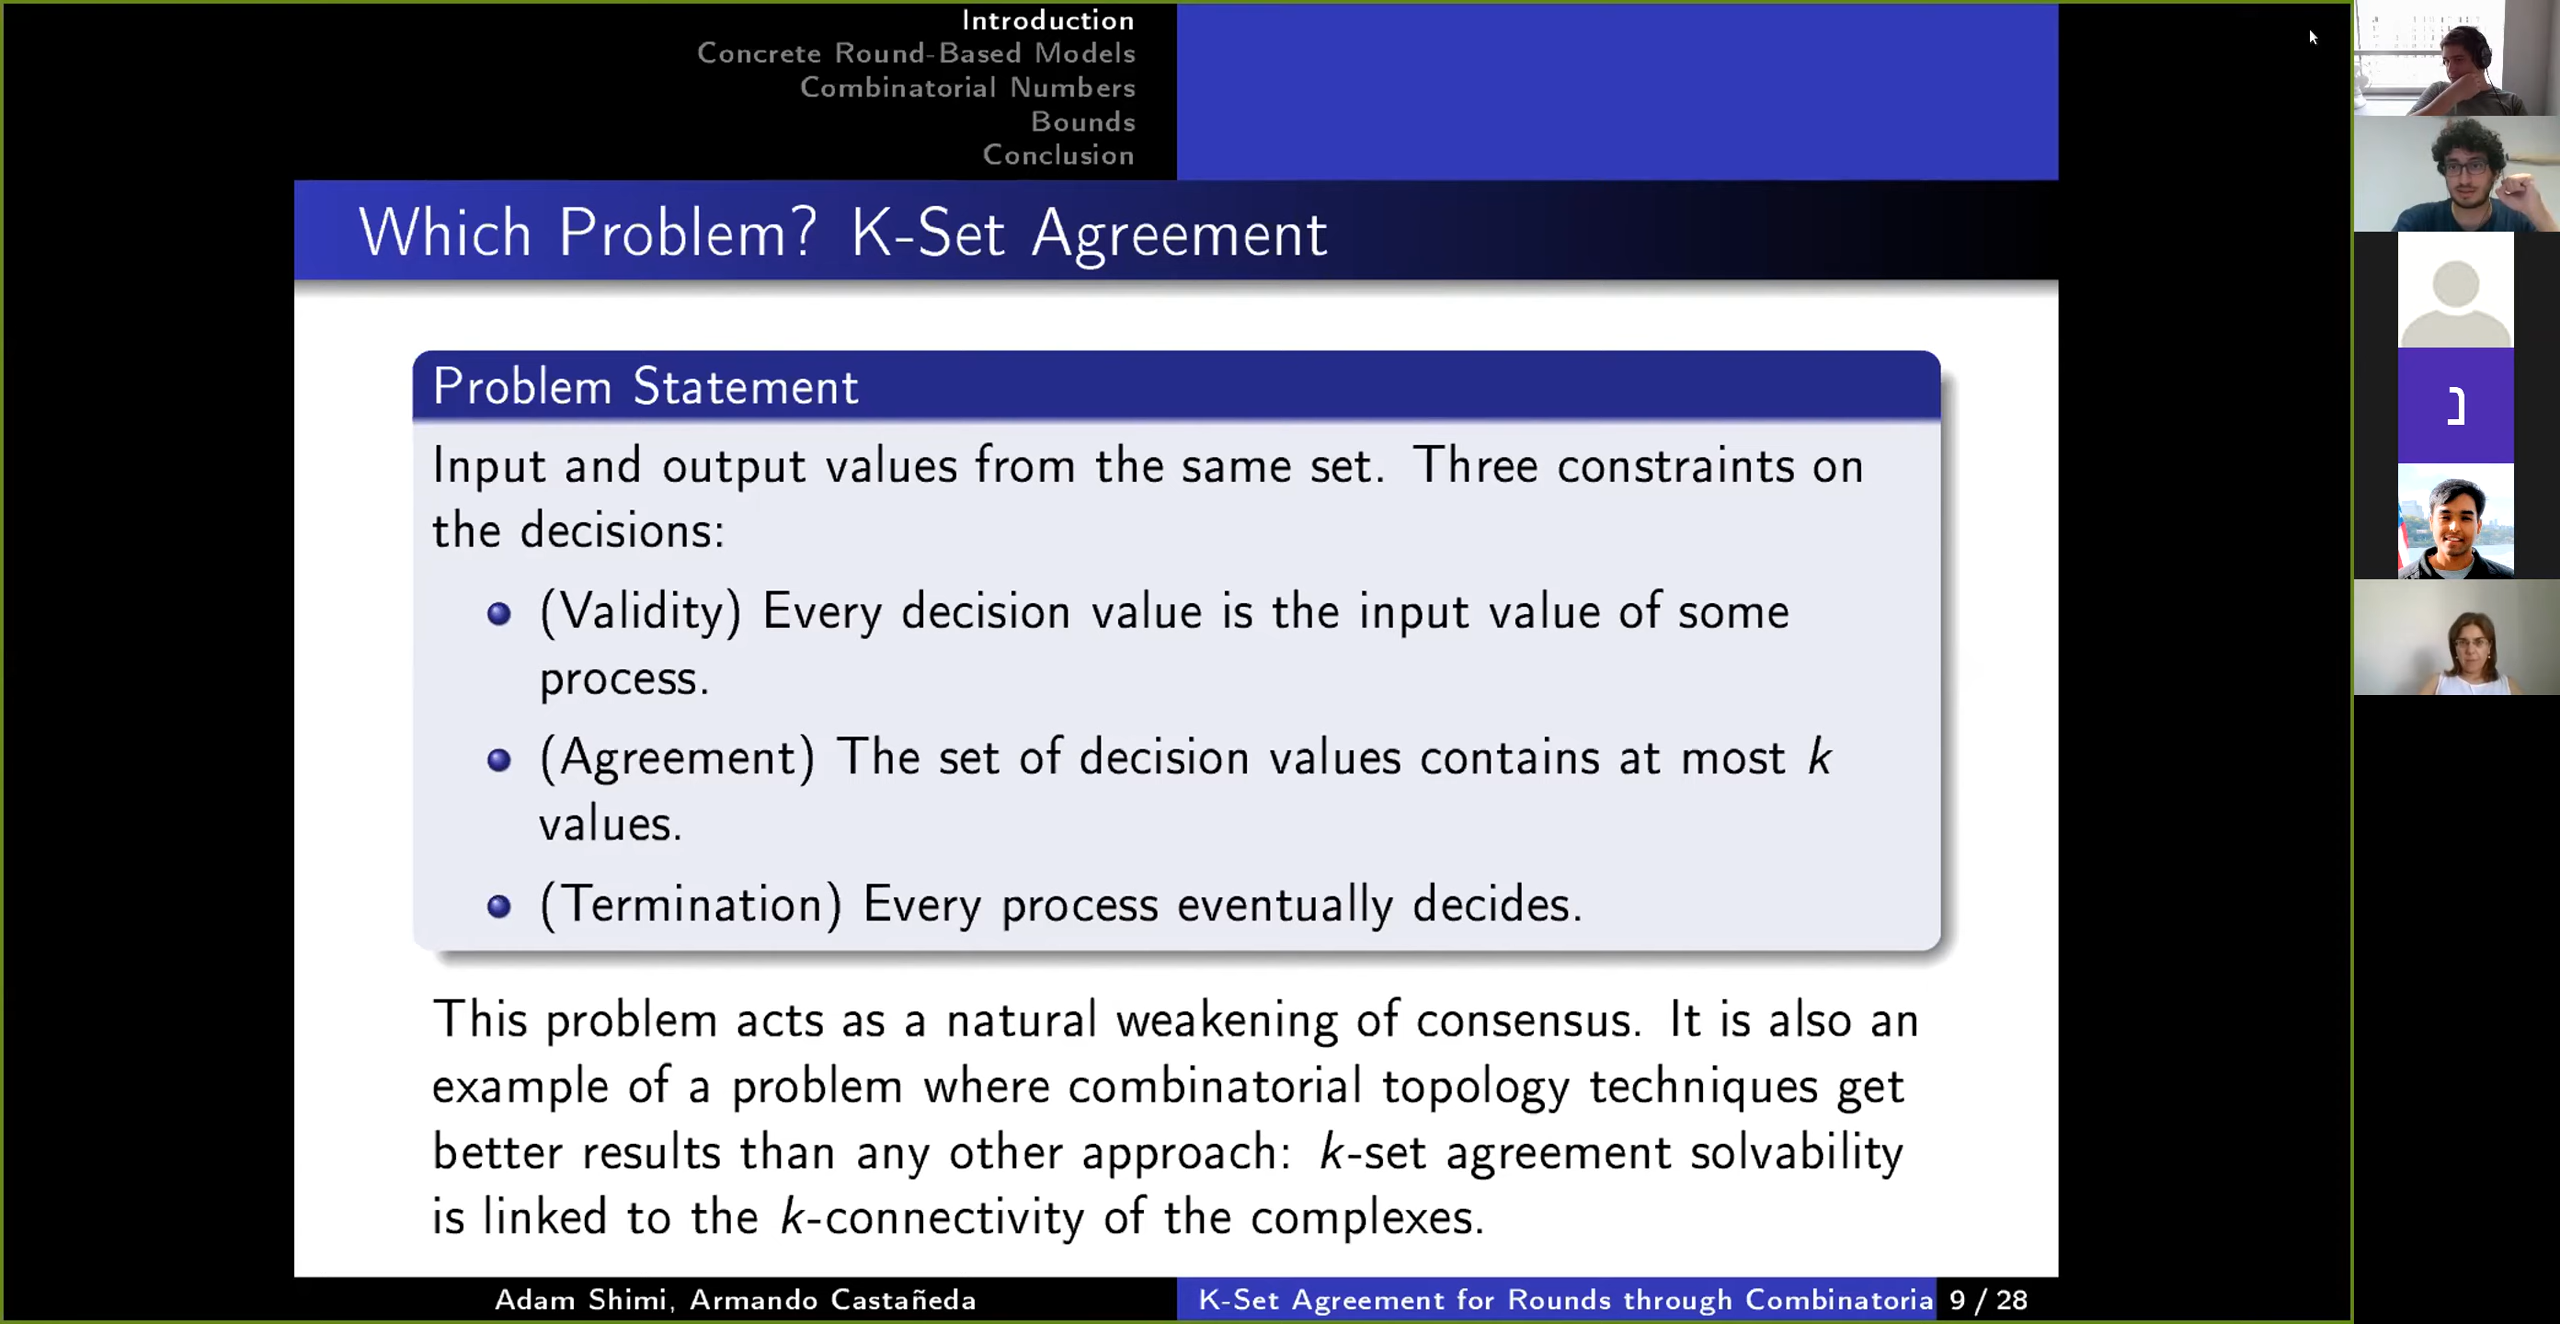 Introduction
Concrete Round-Based Models
Combinatorial Numbers
Bounds
Conclusion
Which Problem? K-Set Agreement
Problem Statement
Input and output values from the same set. Three constraints on
the decisions:
(Validity) Every decision value is the input value of some
process.
(Agreement) The set of decision values contains at most k
values.
(Termination) Every process eventually decides.
This problem acts as a natural weakening of consensus. It is also an
example of a problem where combinatorial topology techniques get
better results than any other approach: k-set agreement solvability
is linked to the k-connectivity of the complexes.
Adam Shimi, Armando Castañeda
K-Set Agreement for Rounds through Combinatoria
9 / 28
נ